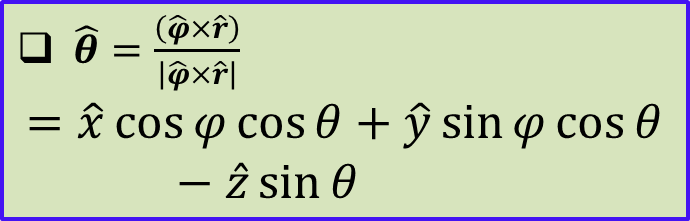 ❑ θ̂ = (φ̂×r̂) / |φ̂×r̂|
= x̂ cos φ cos θ + ŷ sin φ cos θ
− ẑ sin θ